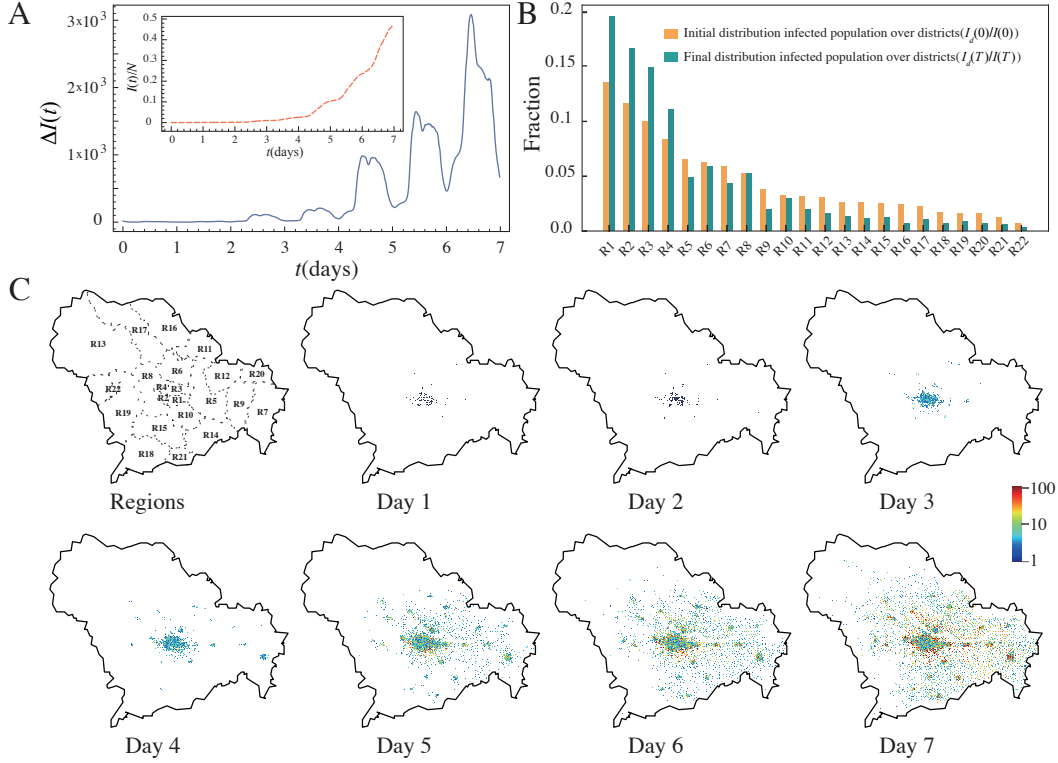 A
ΔI(t)
3×10³
2×10³
1×10³
0
0 1 2 3 4 5 6 7
t(days)
I(t)/N
0.5
0.4
0.3
0.2
0.1
0
0 1 2 3 4 5 6 7
t(days)
B
Fraction
0.2
0.15
0.1
0.05
0.0
Initial distribution infected population over districts(I_d(0)/I(0))
Final distribution infected population over districts(I_d(T)/I(T))
R1 R2 R3 R4 R5 R6 R7 R8 R9 R10 R11 R12 R13 R14 R15 R16 R17 R18 R19 R20 R21 R22
C
R16
R17
R13
R11
R6
R8
R12
R20
R22
R4
R3
R2
R1
R5
R9
R7
R19
R10
R15
R14
R18
R21
Regions
Day 1
Day 2
Day 3
100
10
1
Day 4
Day 5
Day 6
Day 7